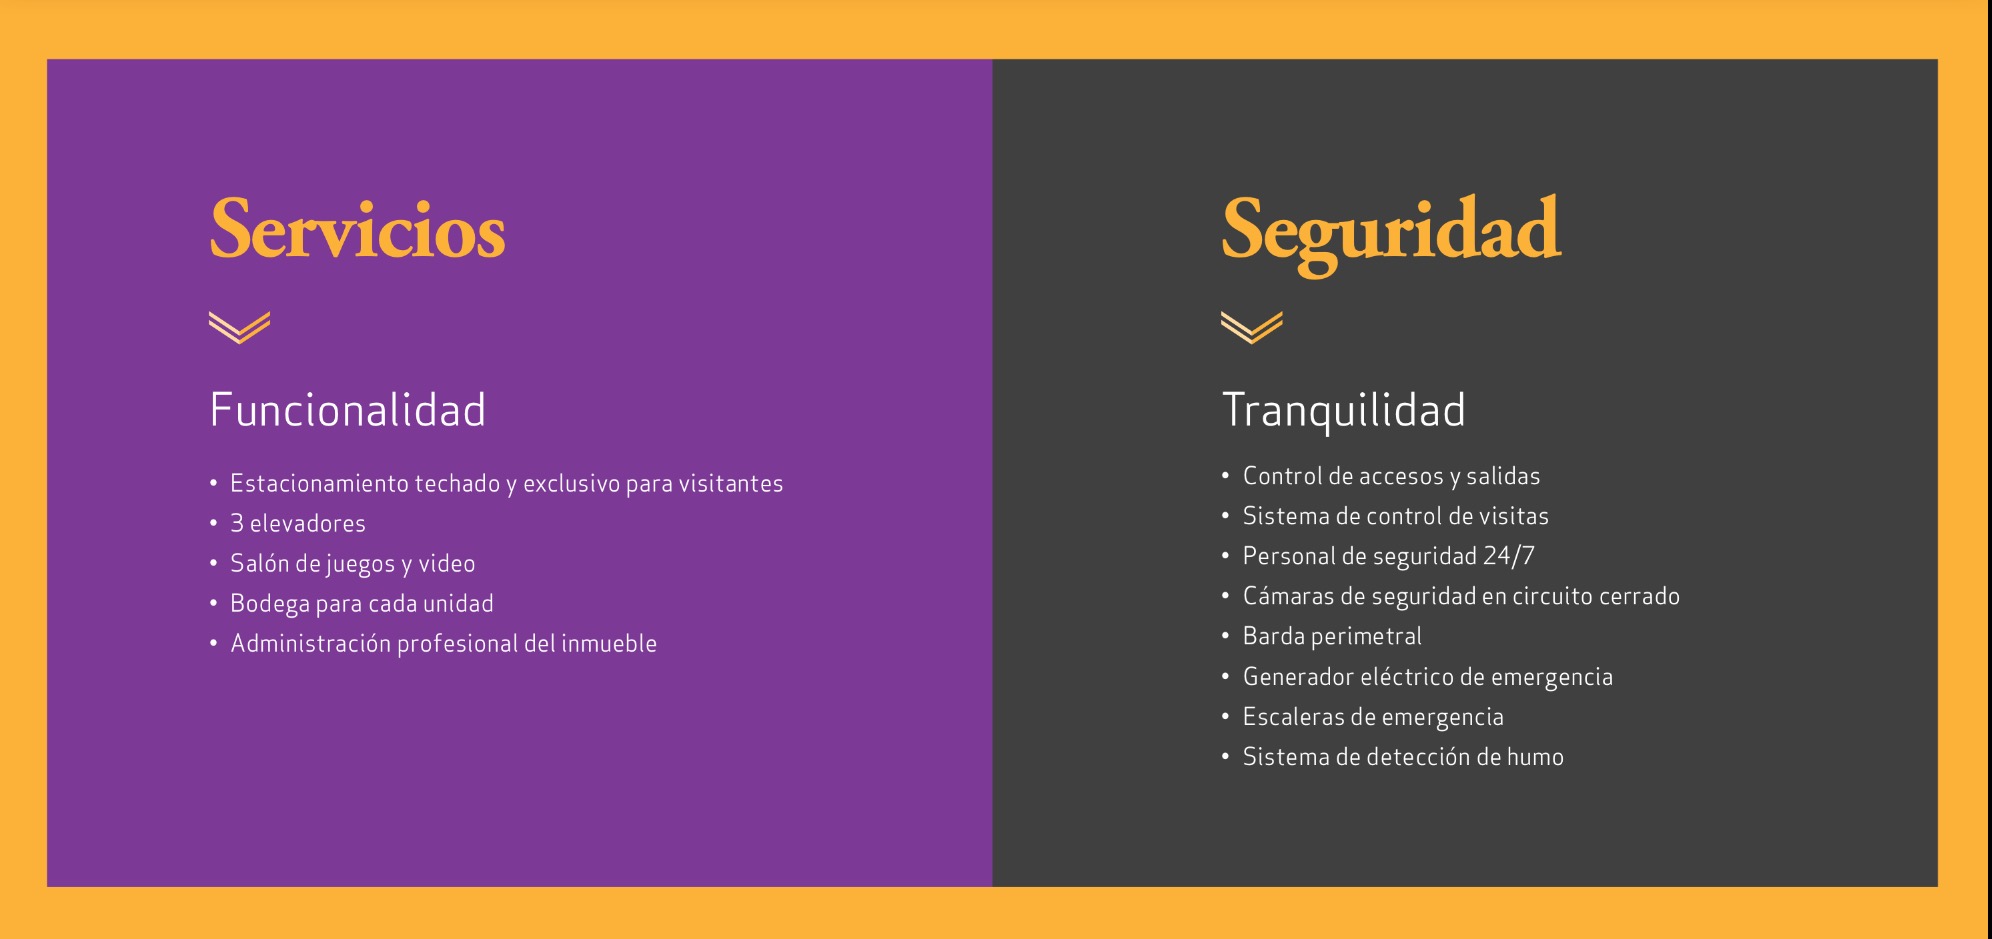 Servicios
Funcionalidad
• Estacionamiento techado y exclusivo para visitantes
• 3 elevadores
• Salón de juegos y video
• Bodega para cada unidad
• Administración profesional del inmueble
Seguridad
Tranquilidad
• Control de accesos y salidas
• Sistema de control de visitas
• Personal de seguridad 24/7
• Cámaras de seguridad en circuito cerrado
• Barda perimetral
• Generador eléctrico de emergencia
• Escaleras de emergencia
• Sistema de detección de humo